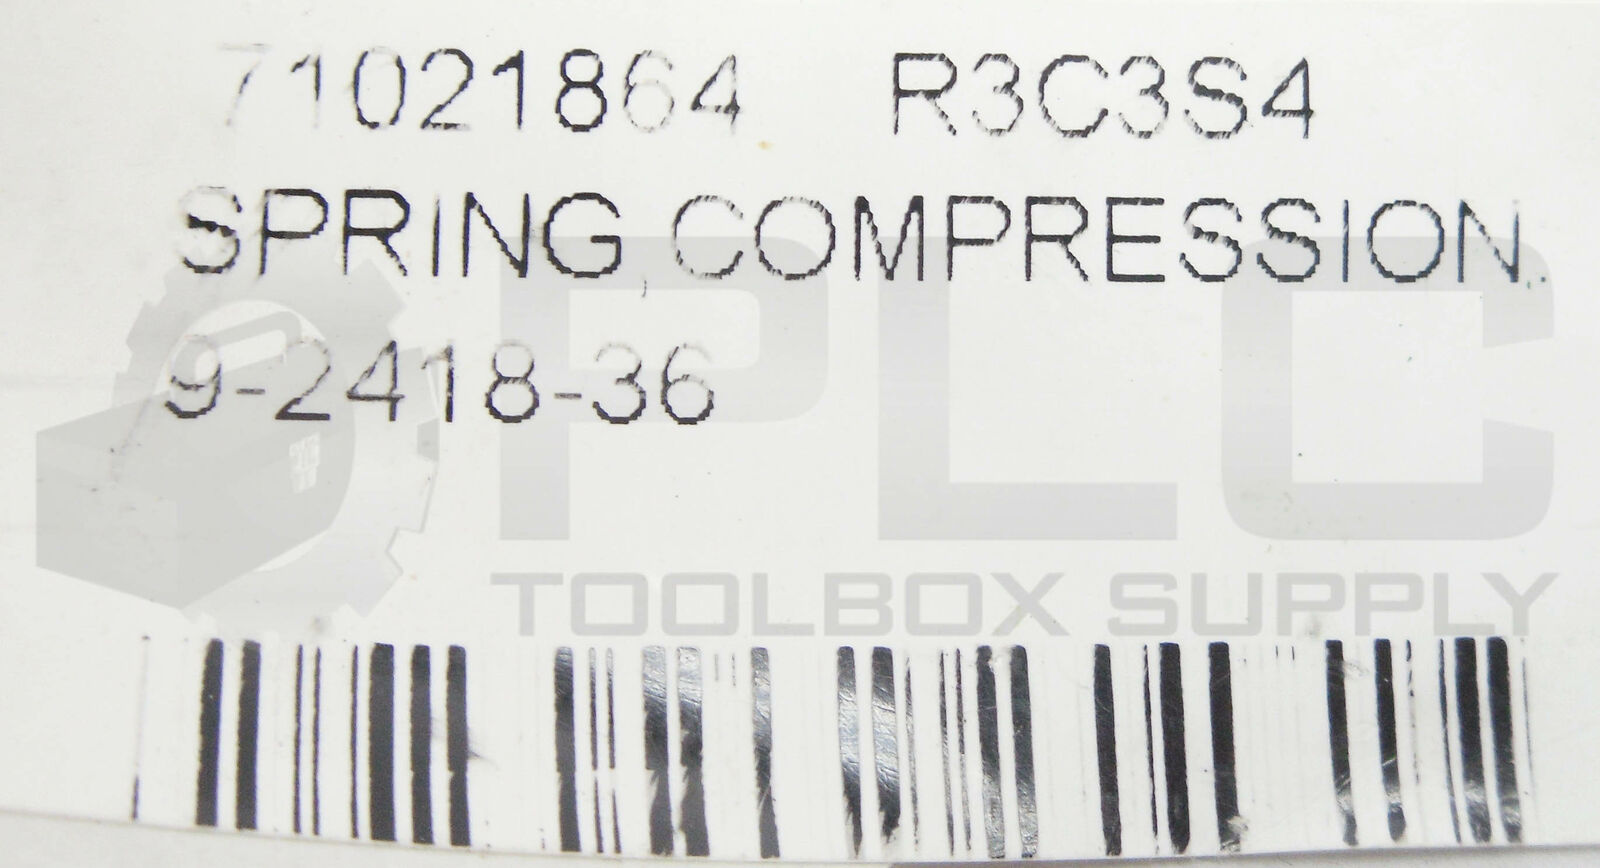 71021864 R3C3S4
SPRING, COMPRESSION,
9-2418-36
PLC
TOOLBOX SUPPLY